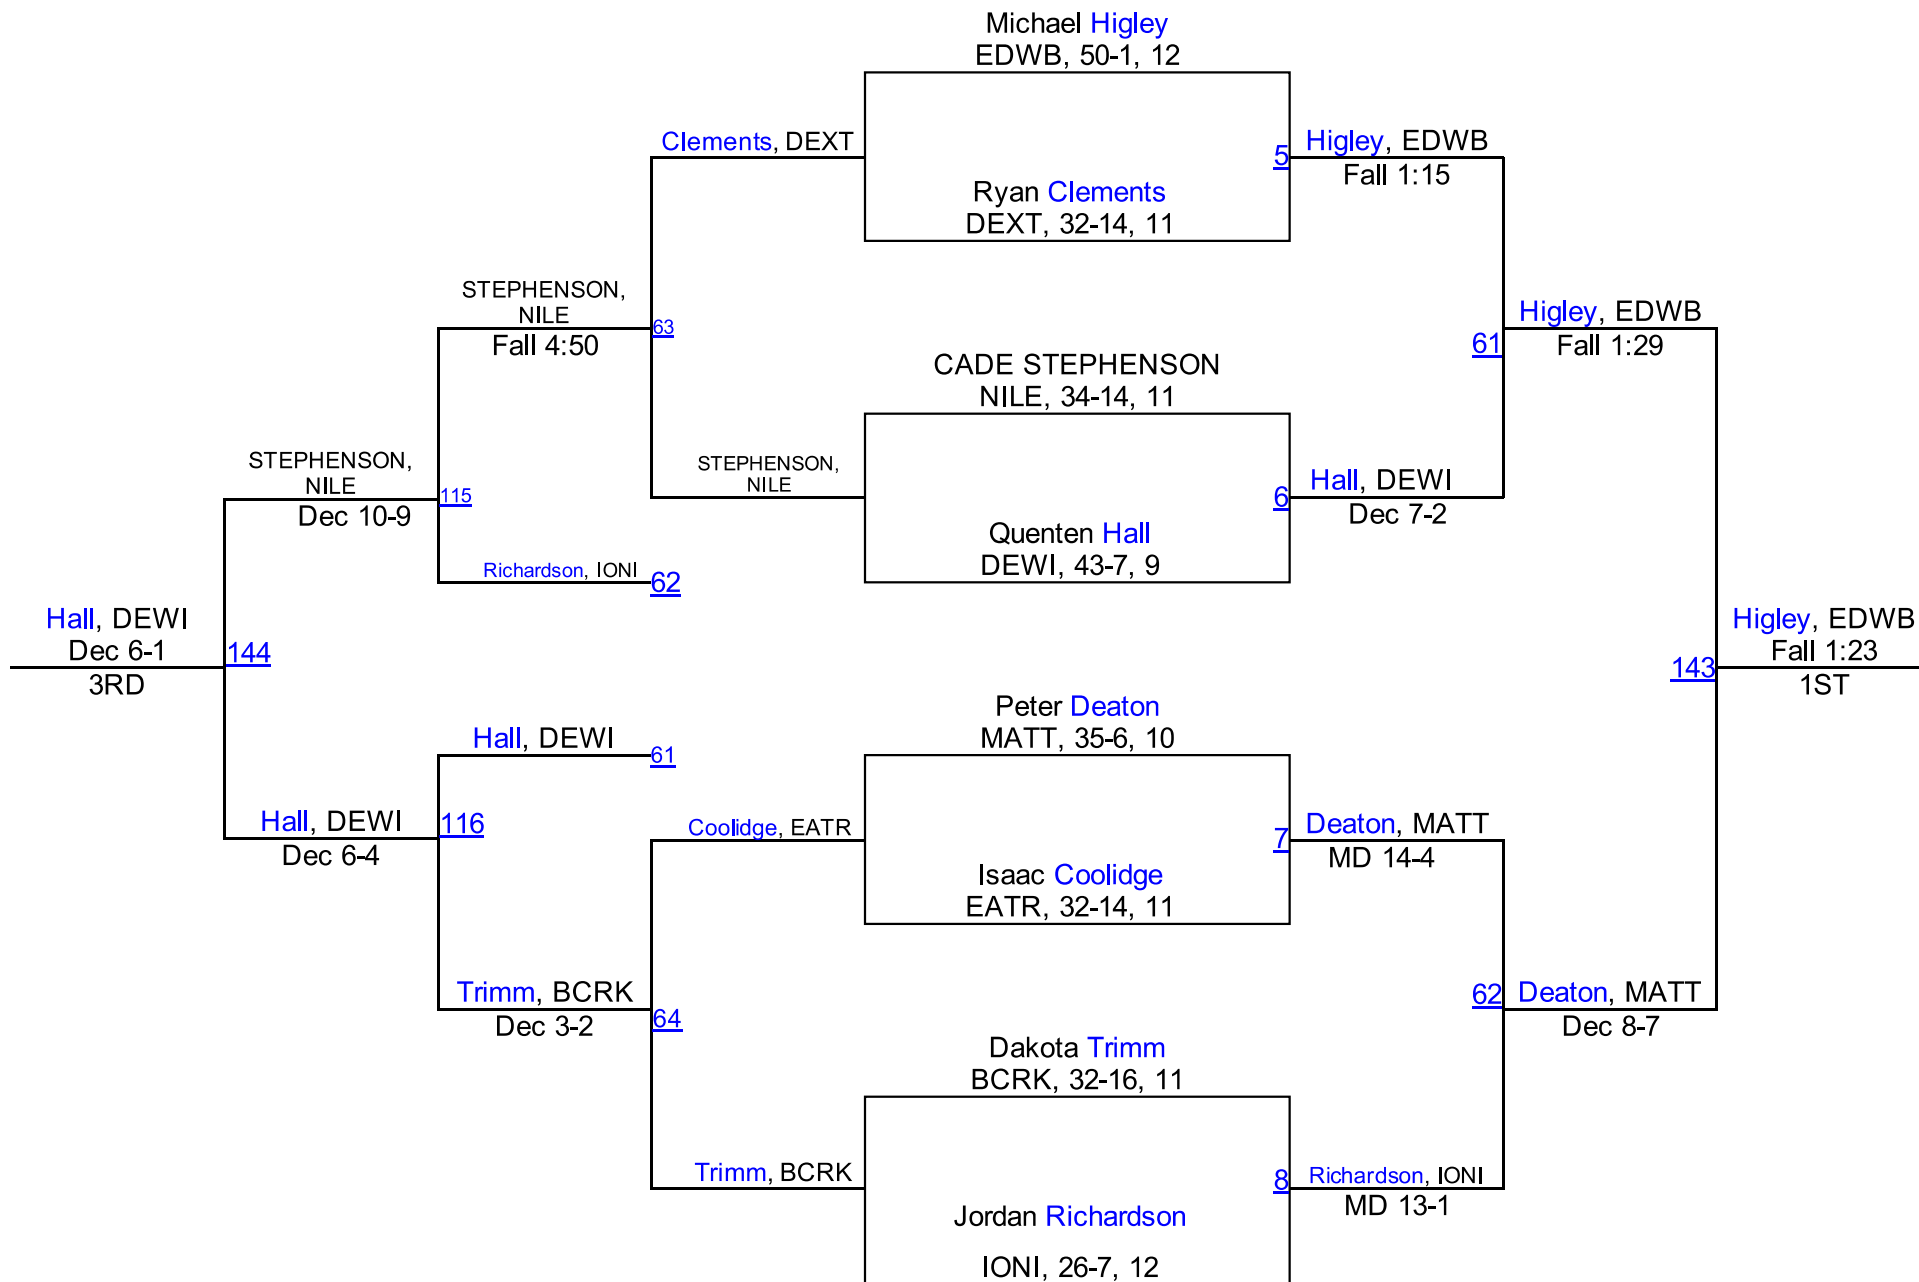 Michael Higley
EDWB, 50-1, 12
Clements, DEXT
5
Higley, EDWB
Fall 1:15
Ryan Clements
DEXT, 32-14, 11
STEPHENSON,
NILE
Fall 4:50
63
Higley, EDWB
Fall 1:29
61
CADE STEPHENSON
NILE, 34-14, 11
STEPHENSON,
NILE
Dec 10-9
115
STEPHENSON,
NILE
6
Hall, DEWI
Dec 7-2
Quenten Hall
DEWI, 43-7, 9
Richardson, IONI
62
Hall, DEWI
Dec 6-1
3RD
144
Higley, EDWB
Fall 1:23
1ST
143
Peter Deaton
MATT, 35-6, 10
Hall, DEWI
61
Hall, DEWI
Dec 6-4
116
Coolidge, EATR
7
Deaton, MATT
MD 14-4
Isaac Coolidge
EATR, 32-14, 11
Trimm, BCRK
Dec 3-2
64
62
Deaton, MATT
Dec 8-7
Dakota Trimm
BCRK, 32-16, 11
Trimm, BCRK
8
Richardson, IONI
MD 13-1
Jordan Richardson
IONI, 26-7, 12